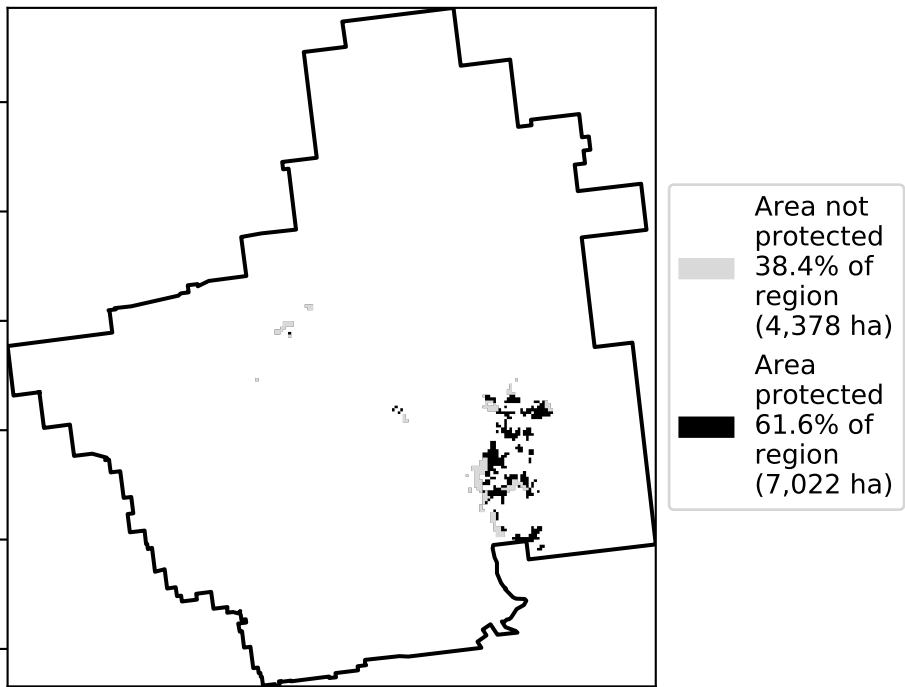 Area not
protected
38.4% of
region
(4,378 ha)
Area
protected
61.6% of
region
(7,022 ha)